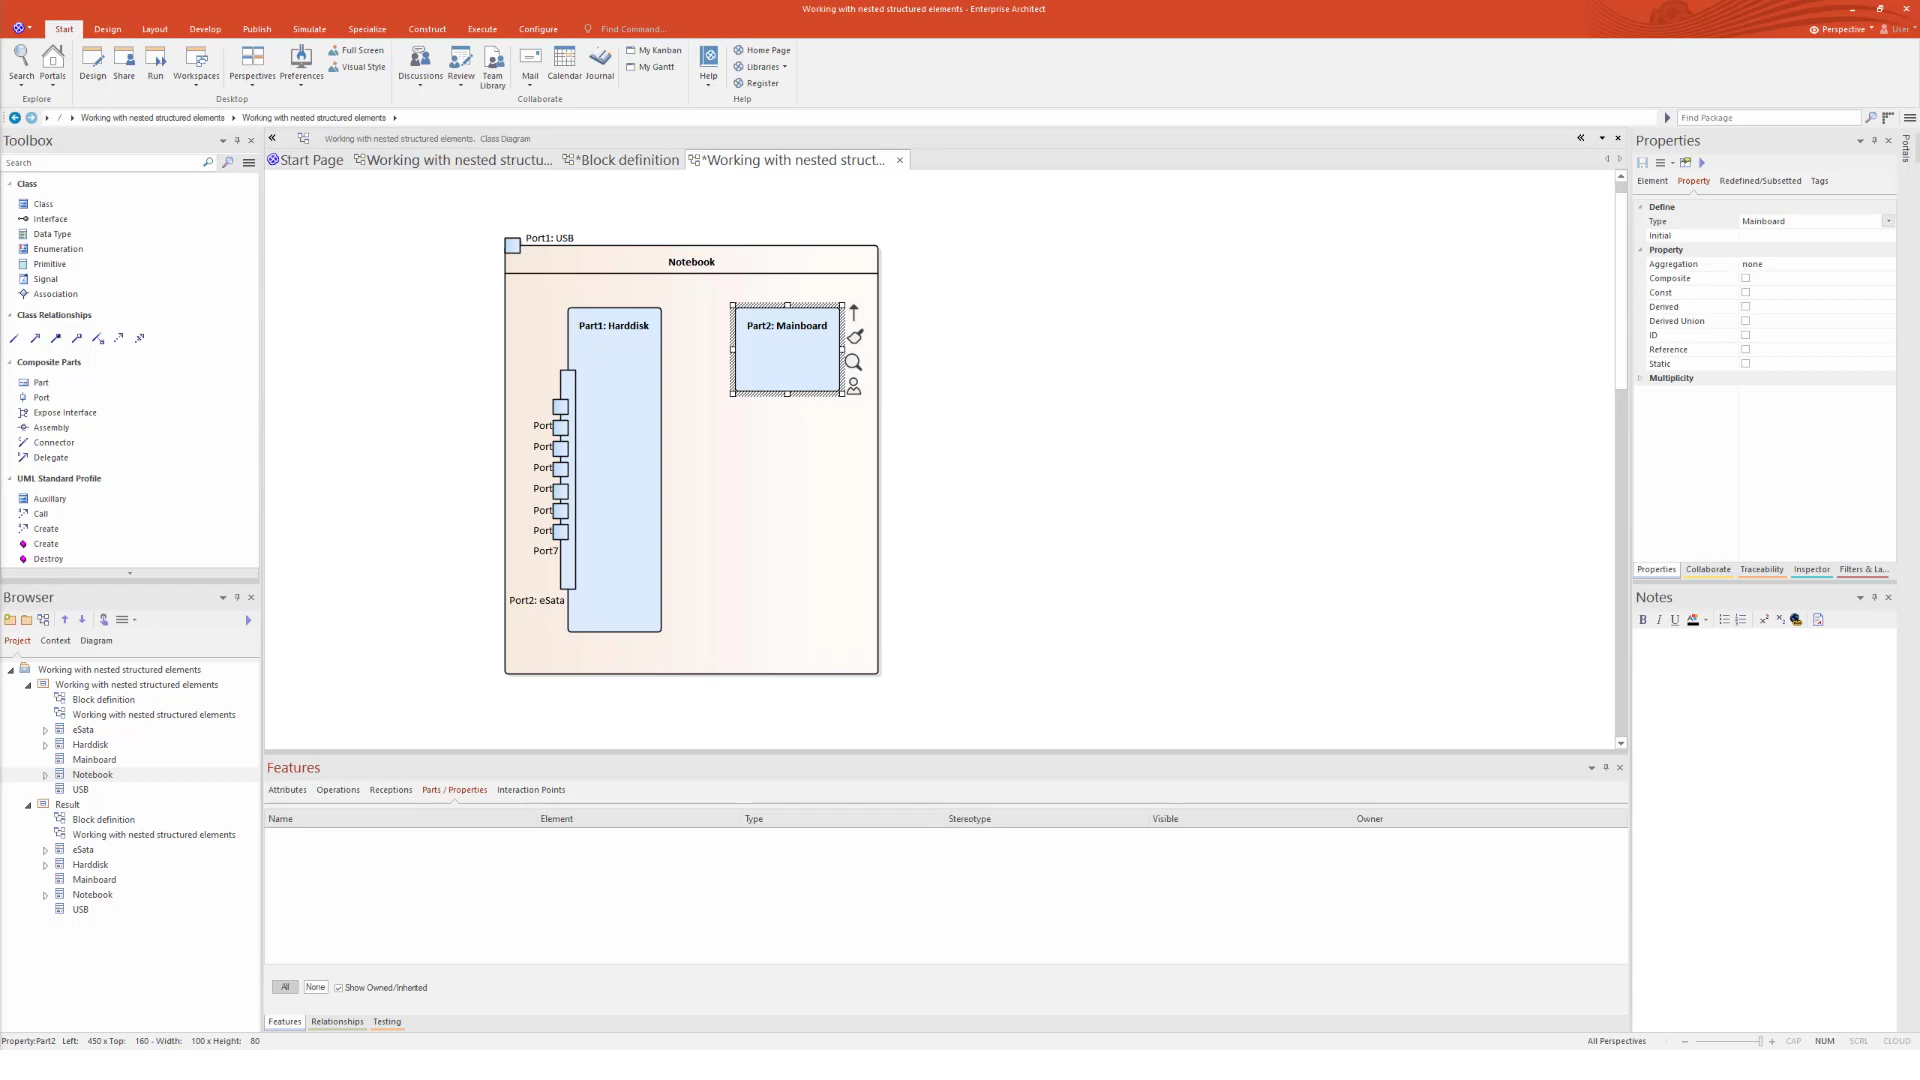 Working with nested structured elements - Enterprise Architect
Start Design Layout Develop Publish Simulate Specialize Construct Execute Configure Find Command... Perspective User
Search Portals Design Share Run Workspaces Perspectives Preferences Full Screen Visual Style Discussions Review Team Library Mail Calendar Journal My Kanban My Gantt Help Home Page Libraries Register
Explore Desktop Collaborate Help
/ Working with nested structured elements Working with nested structured elements Find Package
Toolbox
Search
Class
Class
Interface
Data Type
Enumeration
Primitive
Signal
Association
Class Relationships
Composite Parts
Part
Port
Expose Interface
Assembly
Connector
Delegate
UML Standard Profile
Auxiliary
Call
Create
Create
Destroy
Browser
Project Context Diagram
Working with nested structured elements
Working with nested structured elements
Block definition
Working with nested structured elements
eSata
Harddisk
Mainboard
Notebook
USB
Result
Block definition
Working with nested structured elements
eSata
Harddisk
Mainboard
Notebook
USB
Working with nested structured elements. Class Diagram
Start Page Working with nested structu... *Block definition *Working with nested struct...
Port1: USB
Notebook
Part1: Harddisk
Part2: Mainboard
Port
Port
Port
Port
Port
Port
Port7
Port2: eSata
Features
Attributes Operations Receptions Parts / Properties Interaction Points
Name Element Type Stereotype Visible Owner
All None Show Owned/Inherited
Features Relationships Testing
Properties
Portals
Element Property Redefined/Subsetted Tags
Define
Type Mainboard
Initial
Property
Aggregation none
Composite
Const
Derived
Derived Union
ID
Reference
Static
Multiplicity
Properties Collaborate Traceability Inspector Filters & La...
Notes
B I U A
Property:Part2 Left: 450 x Top: 160 - Width: 100 x Height: 80 All Perspectives CAP NUM SCRL CLOUD